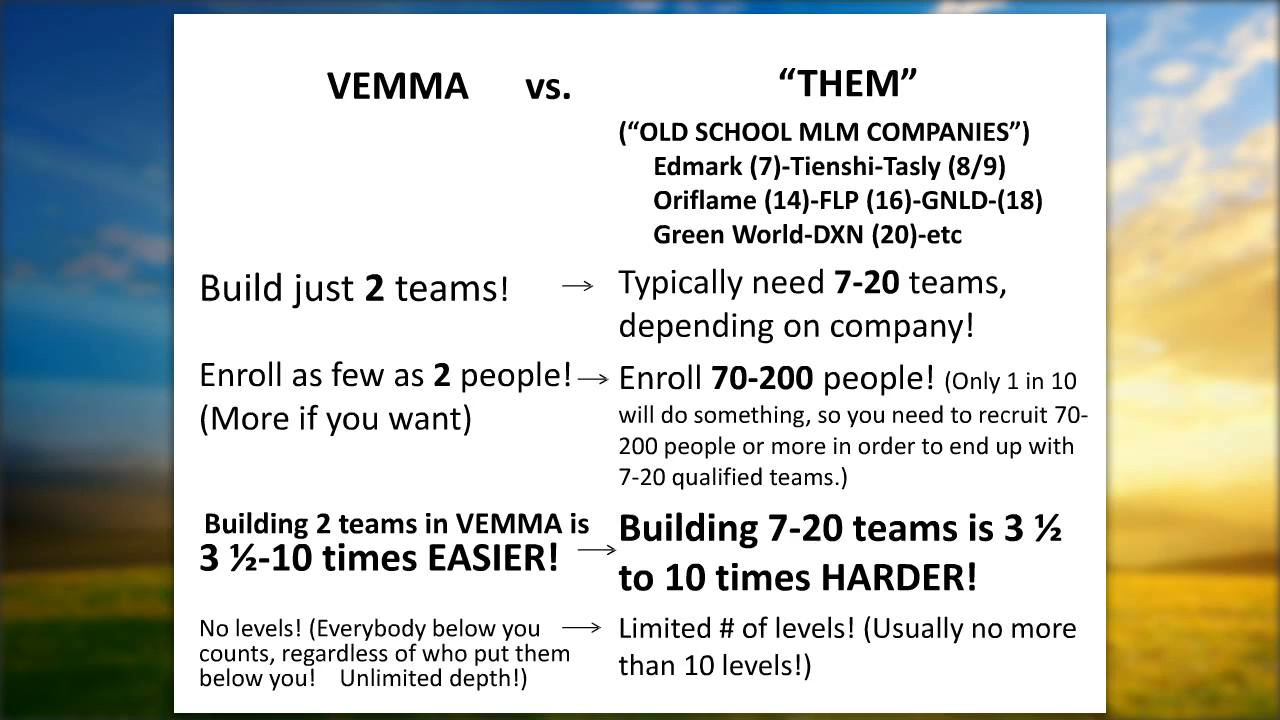 VEMMA vs. “THEM”
(“OLD SCHOOL MLM COMPANIES”)
Edmark (7)-Tienshi-Tasly (8/9)
Oriflame (14)-FLP (16)-GNLD-(18)
Green World-DXN (20)-etc
Build just 2 teams! → Typically need 7-20 teams,
depending on company!
Enroll as few as 2 people! → Enroll 70-200 people! (Only 1 in 10
(More if you want) will do something, so you need to recruit 70-
200 people or more in order to end up with
7-20 qualified teams.)
Building 2 teams in VEMMA is → Building 7-20 teams is 3 ½
3 ½-10 times EASIER! to 10 times HARDER!
No levels! (Everybody below you → Limited # of levels! (Usually no more
counts, regardless of who put them than 10 levels!)
below you! Unlimited depth!)